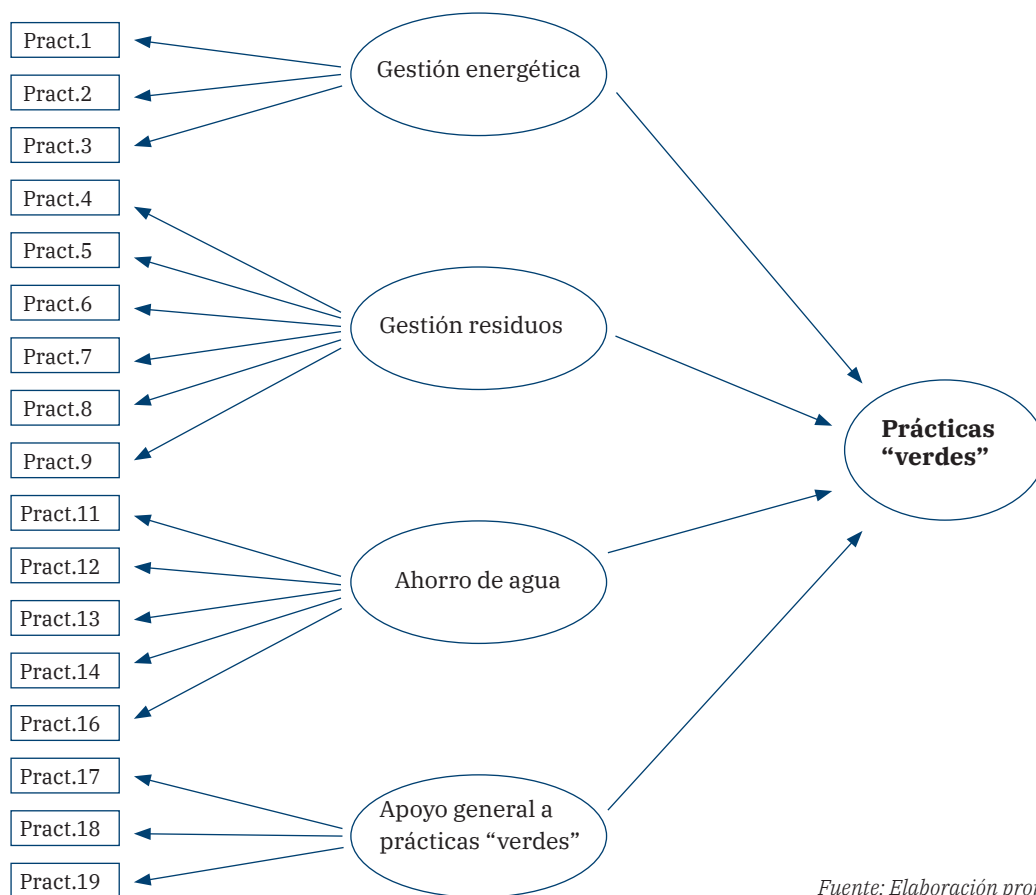 Pract.1
Pract.2
Pract.3
Pract.4
Pract.5
Pract.6
Pract.7
Pract.8
Pract.9
Pract.11
Pract.12
Pract.13
Pract.14
Pract.16
Pract.17
Pract.18
Pract.19
Gestión energética
Gestión residuos
Ahorro de agua
Apoyo general a
prácticas “verdes”
Prácticas
“verdes”
Fuente: Elaboración